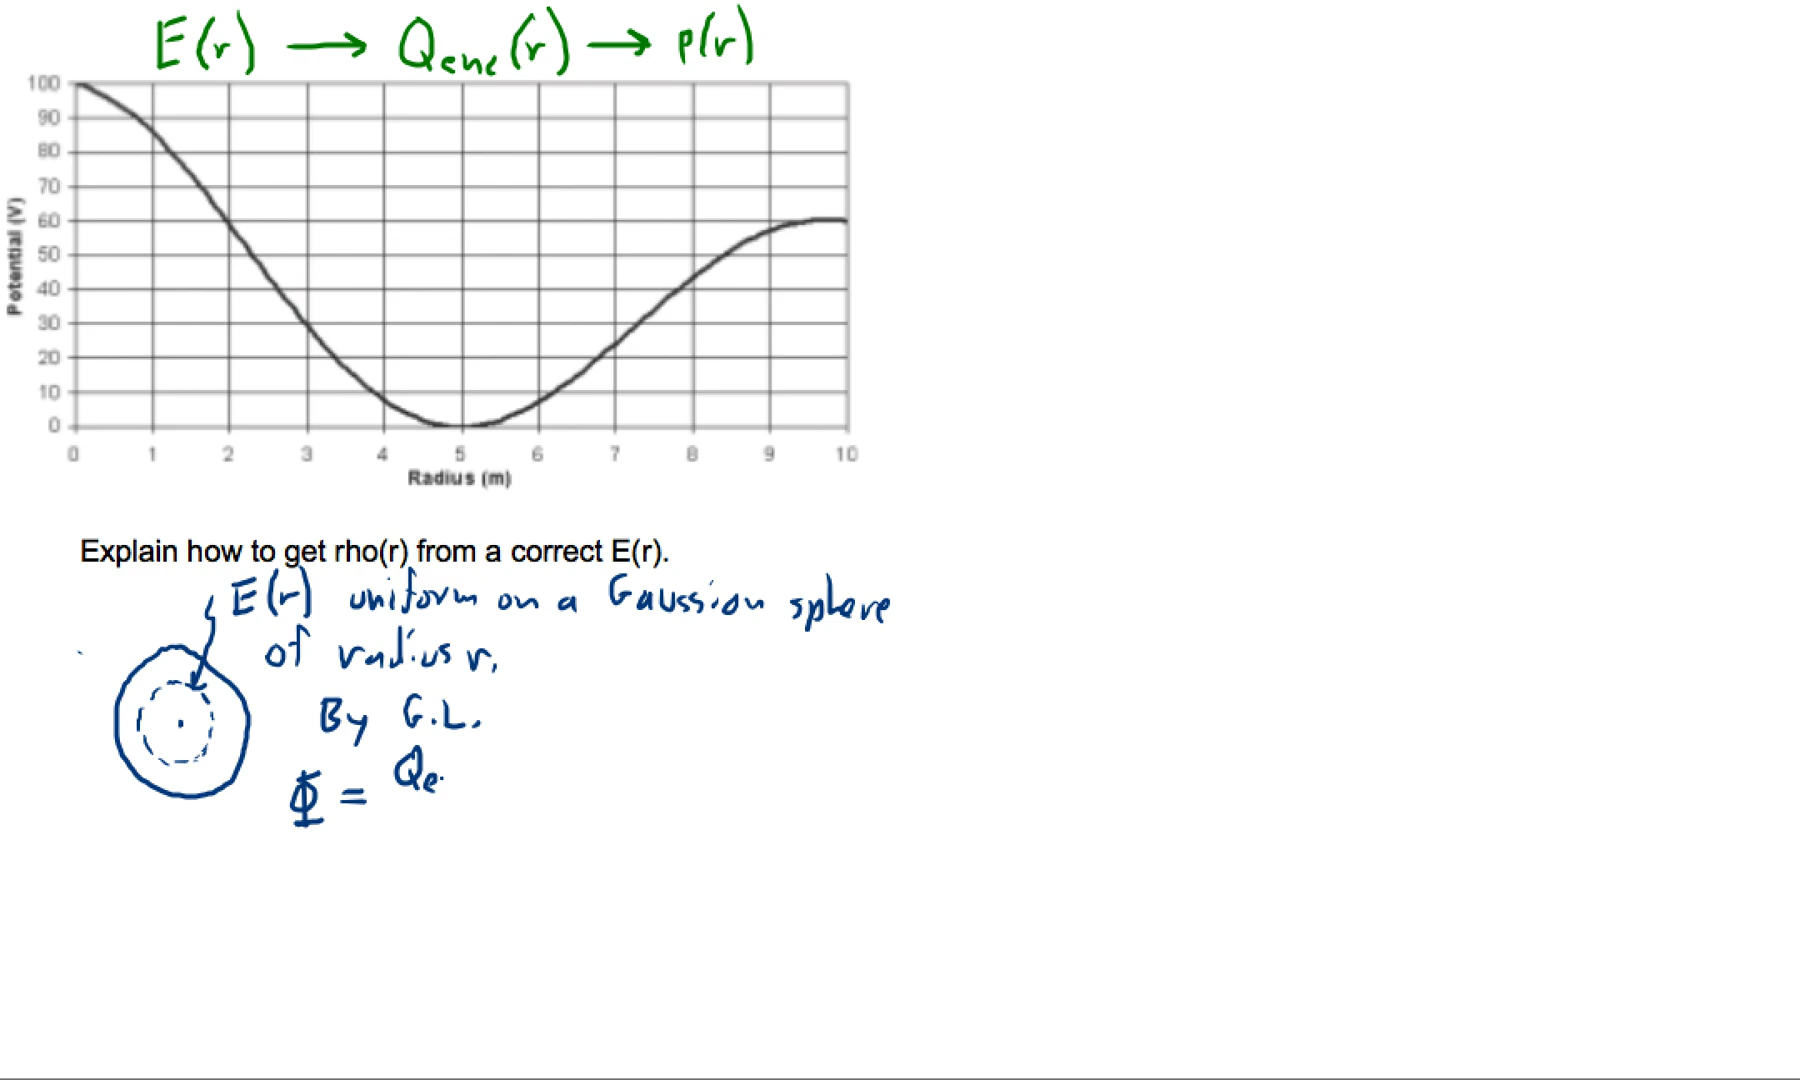 E(r) → Qenc(r) → ρ(r)
100
90
80
70
60
50
40
30
20
10
0
Potential (V)
0 1 2 3 4 5 6 7 8 9 10
Radius (m)
Explain how to get rho(r) from a correct E(r).
E(r) uniform on a Gaussian sphere
of radius r.
By G.L.
Φ = Qe